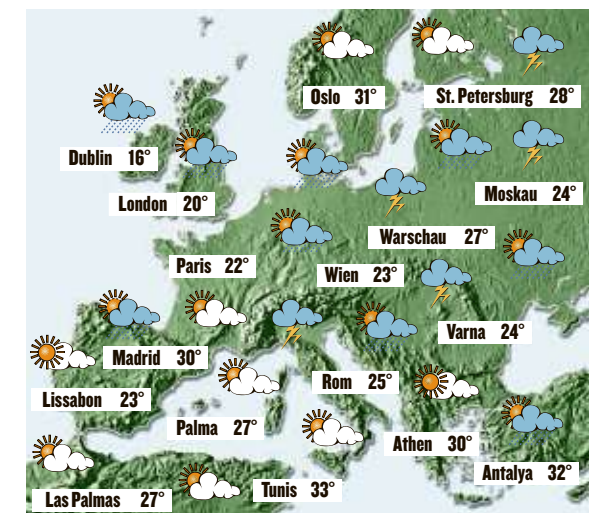 Oslo 31°
St. Petersburg 28°
Dublin 16°
London 20°
Moskau 24°
Warschau 27°
Paris 22°
Wien 23°
Varna 24°
Madrid 30°
Rom 25°
Lissabon 23°
Palma 27°
Athen 30°
Antalya 32°
Las Palmas 27°
Tunis 33°